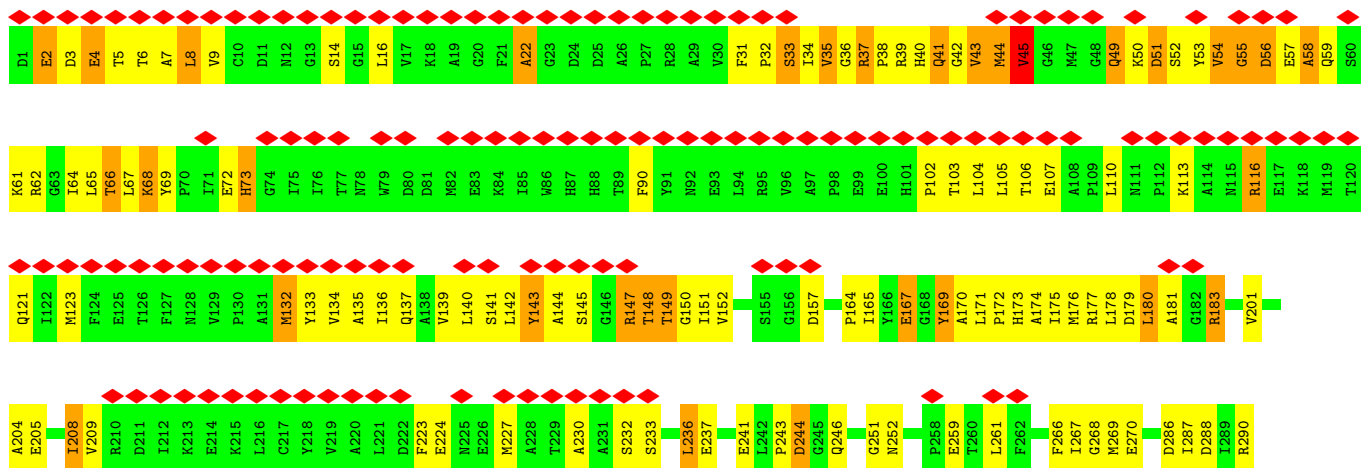 D1 E2 D3 E4 T5 T6 A7 L8 V9 C10 D11 N12 G13 S14 G15 L16 V17 K18 A19 G20 F21 A22 G23 D24 D25 A26 P27 R28 A29 V30 F31 P32 S33 I34 V35 G36 R37 P38 R39 H40 Q41 G42 V43 M44 V45 G46 M47 G48 Q49 K50 D51 S52 Y53 V54 G55 D56 E57 A58 Q59 S60
K61 R62 G63 I64 L65 T66 L67 K68 Y69 P70 I71 E72 H73 G74 I75 I76 T77 N78 W79 D80 D81 M82 E83 K84 I85 W86 H87 H88 T89 F90 Y91 N92 E93 L94 R95 V96 A97 P98 E99 E100 H101 P102 T103 L104 L105 T106 E107 A108 P109 L110 N111 P112 K113 A114 N115 R116 E117 K118 M119 T120
Q121 I122 M123 F124 E125 T126 F127 N128 V129 P130 A131 M132 Y133 V134 A135 I136 Q137 A138 V139 L140 S141 L142 Y143 A144 S145 G146 R147 T148 T149 G150 I151 V152 S155 G156 D157 P164 I165 Y166 E167 G168 Y169 A170 L171 P172 H173 A174 I175 M176 R177 L178 D179 L180 A181 G182 R183 V201
A204 E205 I208 V209 R210 D211 I212 K213 E214 K215 L216 C217 Y218 V219 A220 L221 D222 F223 E224 N225 E226 M227 A228 T229 A230 A231 S232 S233 L236 E237 E241 L242 P243 D244 G245 Q246 G251 N252 P258 E259 T260 L261 F262 F266 I267 G268 M269 E270 D286 I287 D288 I289 R290